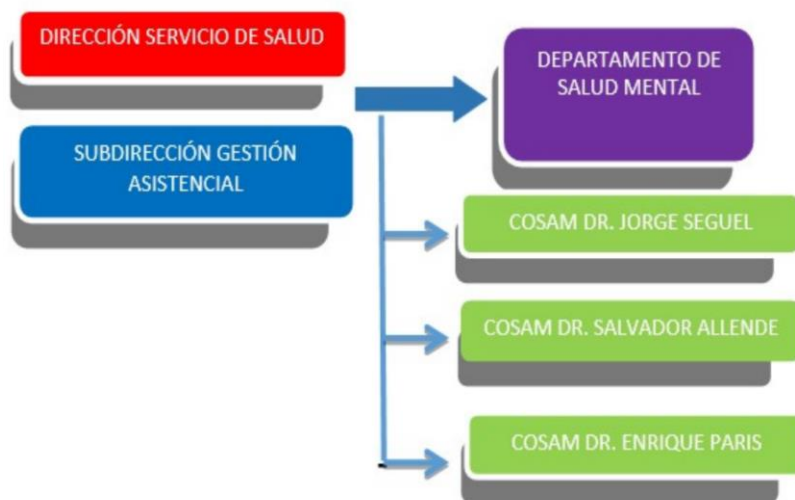 DIRECCIÓN SERVICIO DE SALUD
SUBDIRECCIÓN GESTIÓN
ASISTENCIAL
DEPARTAMENTO DE
SALUD MENTAL
COSAM DR. JORGE SEGUEL
COSAM DR. SALVADOR ALLENDE
COSAM DR. ENRIQUE PARIS